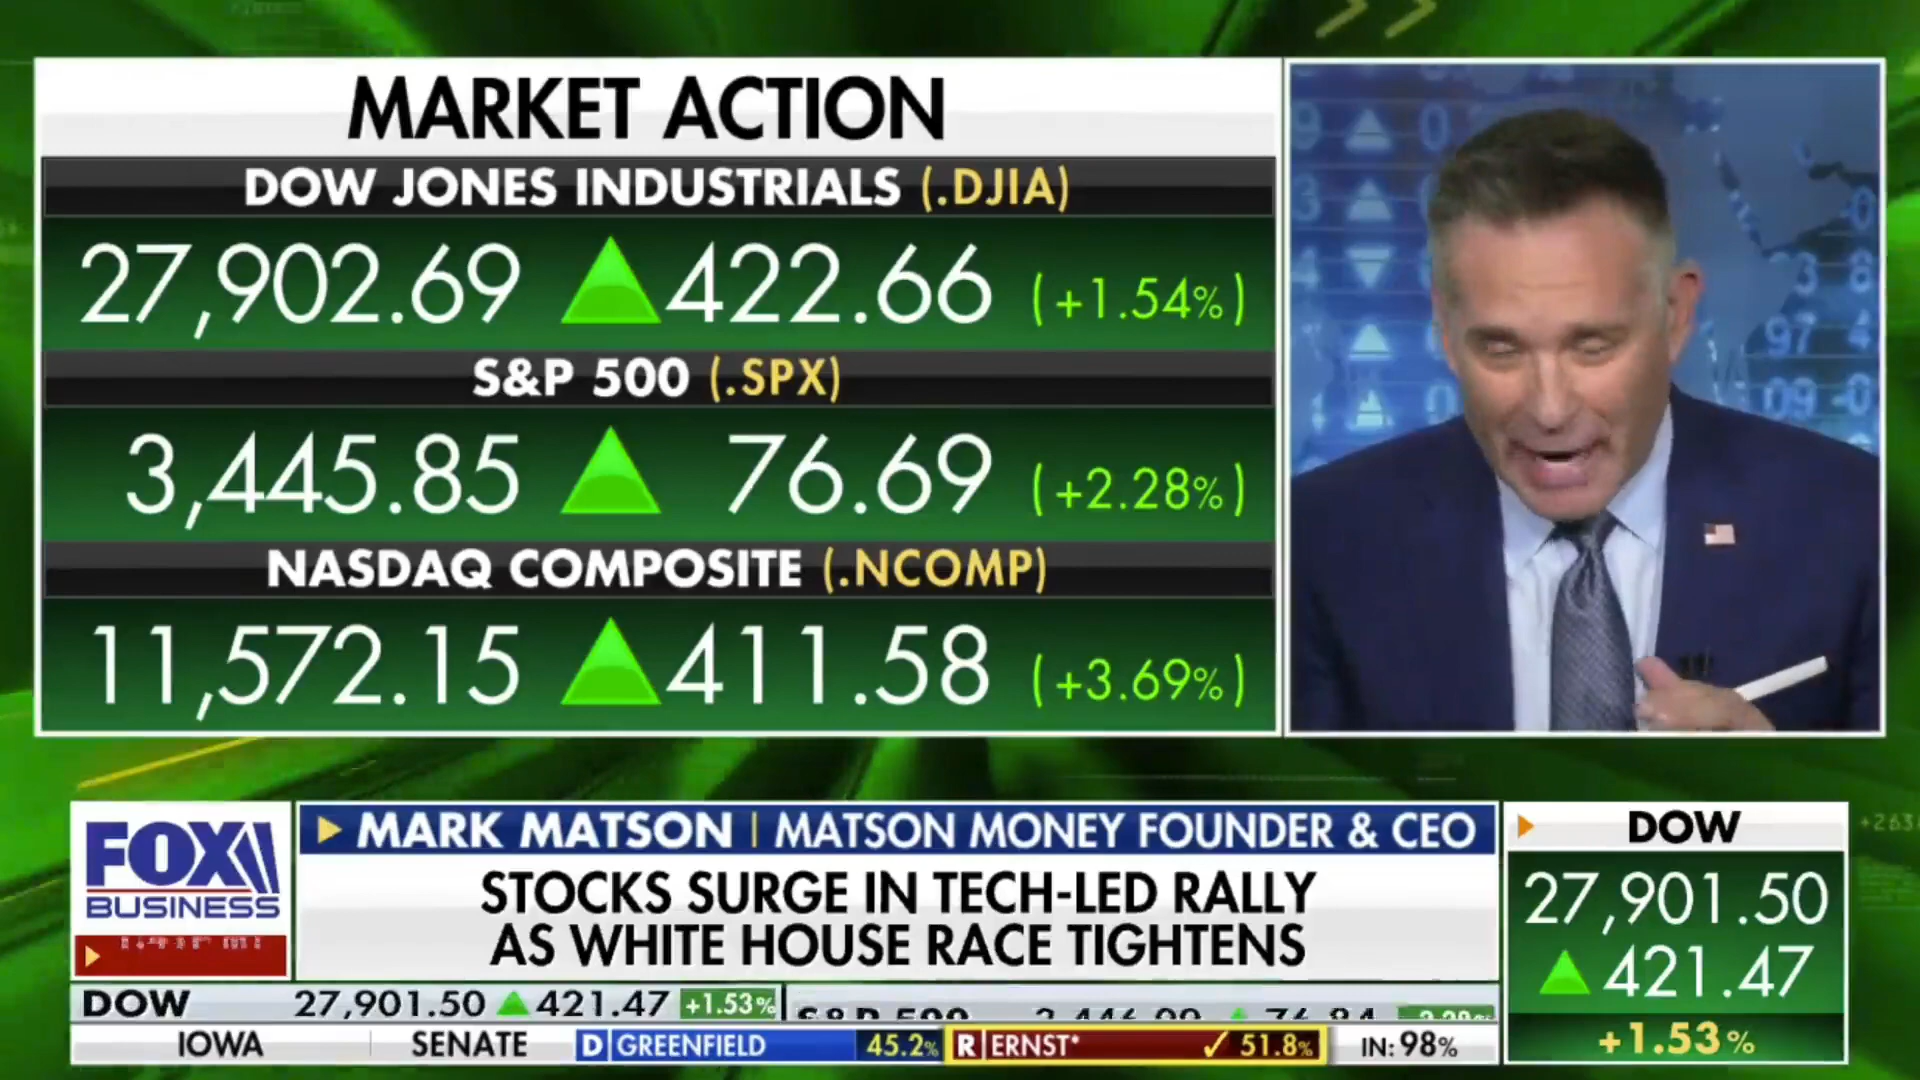 MARKET ACTION
DOW JONES INDUSTRIALS (.DJIA)
27,902.69 ▲ 422.66 (+1.54%)
S&P 500 (.SPX)
3,445.85 ▲ 76.69 (+2.28%)
NASDAQ COMPOSITE (.NCOMP)
11,572.15 ▲ 411.58 (+3.69%)
FOX
BUSINESS
MARK MATSON | MATSON MONEY FOUNDER & CEO
STOCKS SURGE IN TECH-LED RALLY
AS WHITE HOUSE RACE TIGHTENS
DOW
27,901.50
▲ 421.47
+1.53%
DOW 27,901.50 ▲ 421.47 +1.53%
IOWA SENATE D GREENFIELD 45.2% R ERNST* ✓ 51.8% IN: 98%